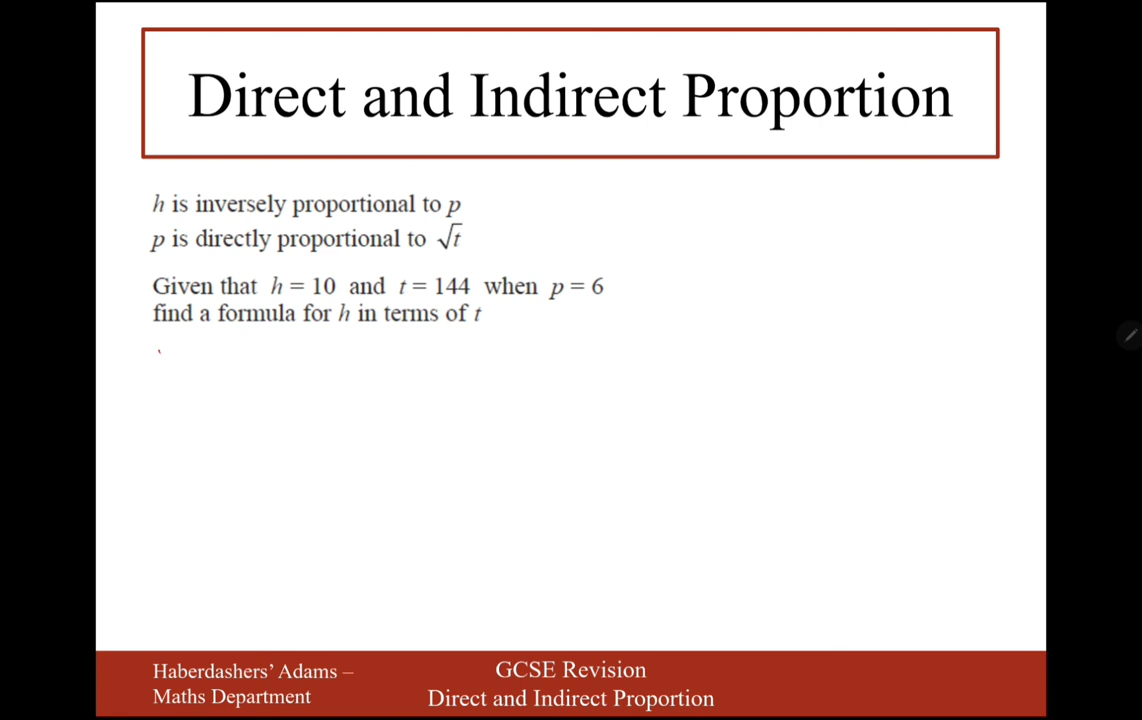 Direct and Indirect Proportion
h is inversely proportional to p
p is directly proportional to √t
Given that h = 10 and t = 144 when p = 6
find a formula for h in terms of t
Haberdashers’ Adams –
Maths Department
GCSE Revision
Direct and Indirect Proportion